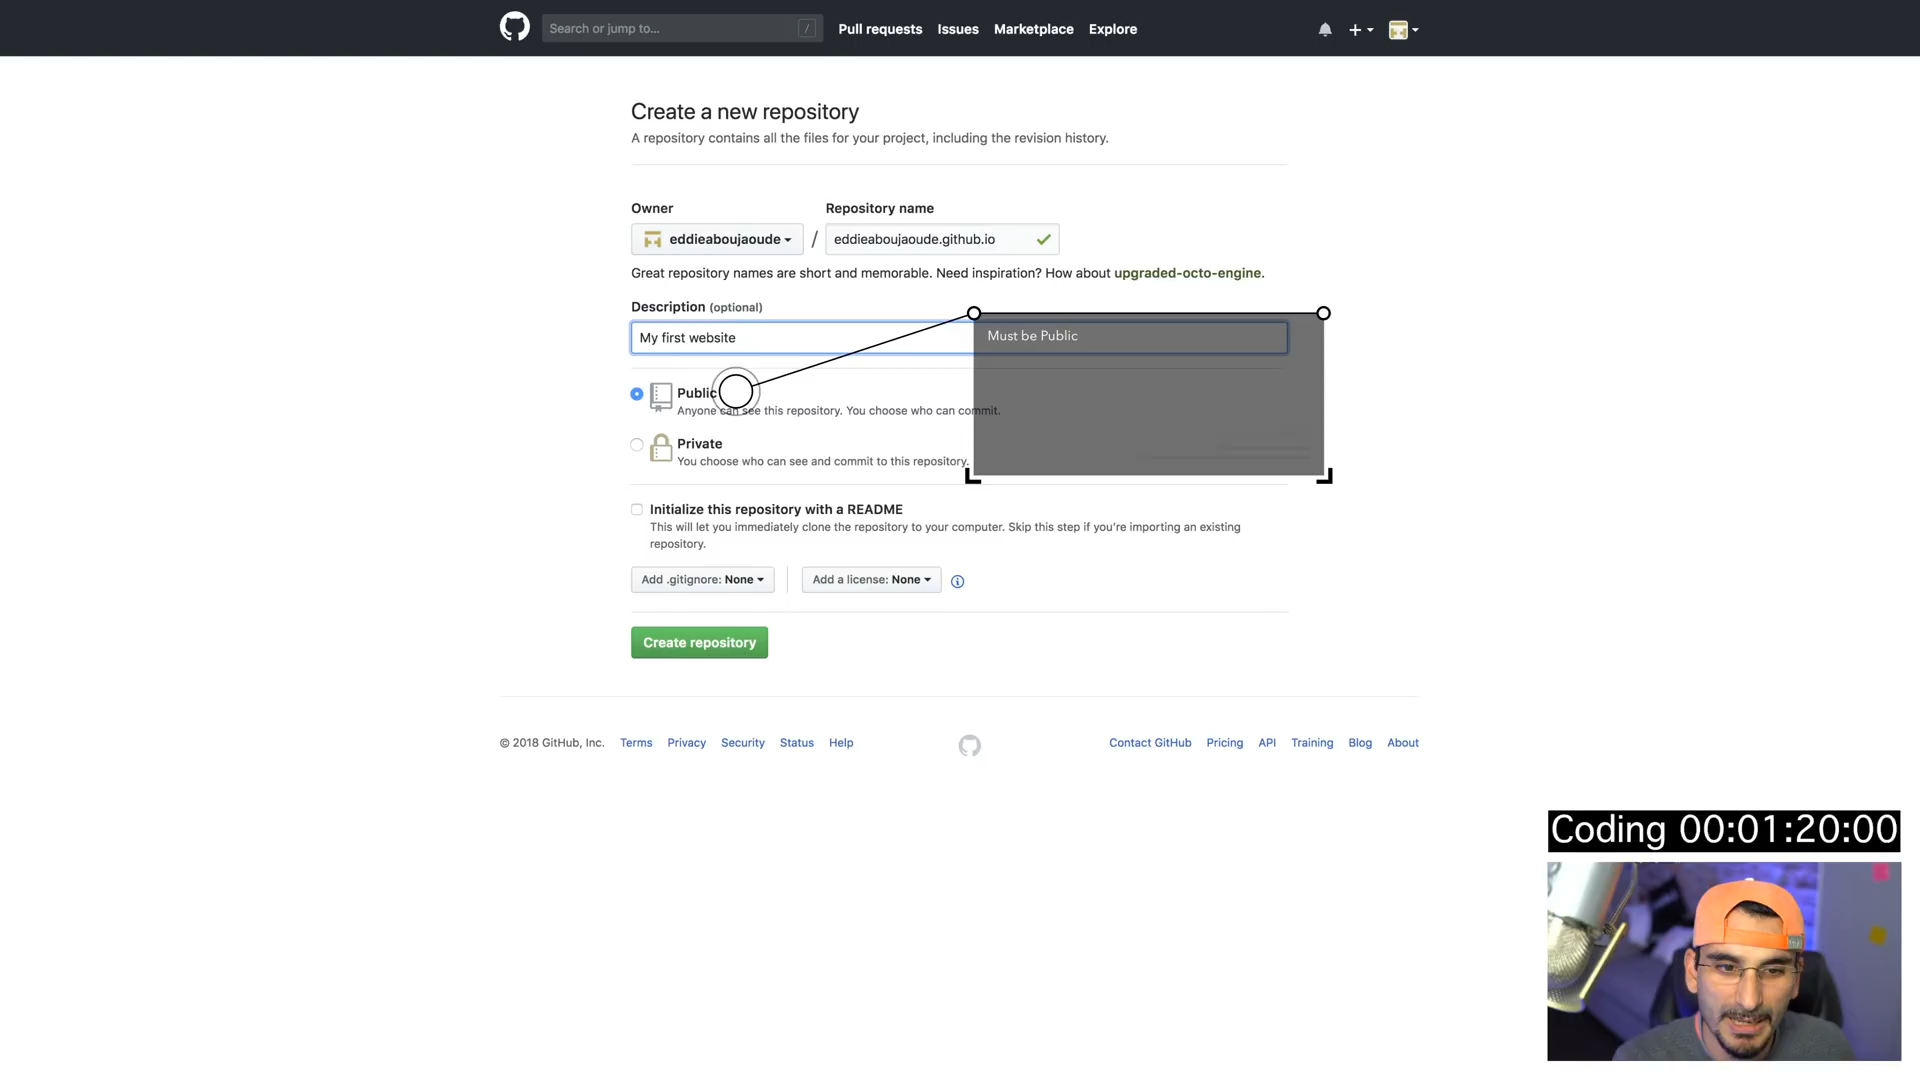 Search or jump to... /
Pull requests Issues Marketplace Explore
Create a new repository
A repository contains all the files for your project, including the revision history.
Owner
Repository name
eddieaboujaoude / eddieaboujaoude.github.io
Great repository names are short and memorable. Need inspiration? How about upgraded-octo-engine.
Description (optional)
My first website
Must be Public
Public
Anyone can see this repository. You choose who can commit.
Private
You choose who can see and commit to this repository.
Initialize this repository with a README
This will let you immediately clone the repository to your computer. Skip this step if you're importing an existing
repository.
Add .gitignore: None
Add a license: None
Create repository
© 2018 GitHub, Inc. Terms Privacy Security Status Help
Contact GitHub Pricing API Training Blog About
Coding 00:01:20:00